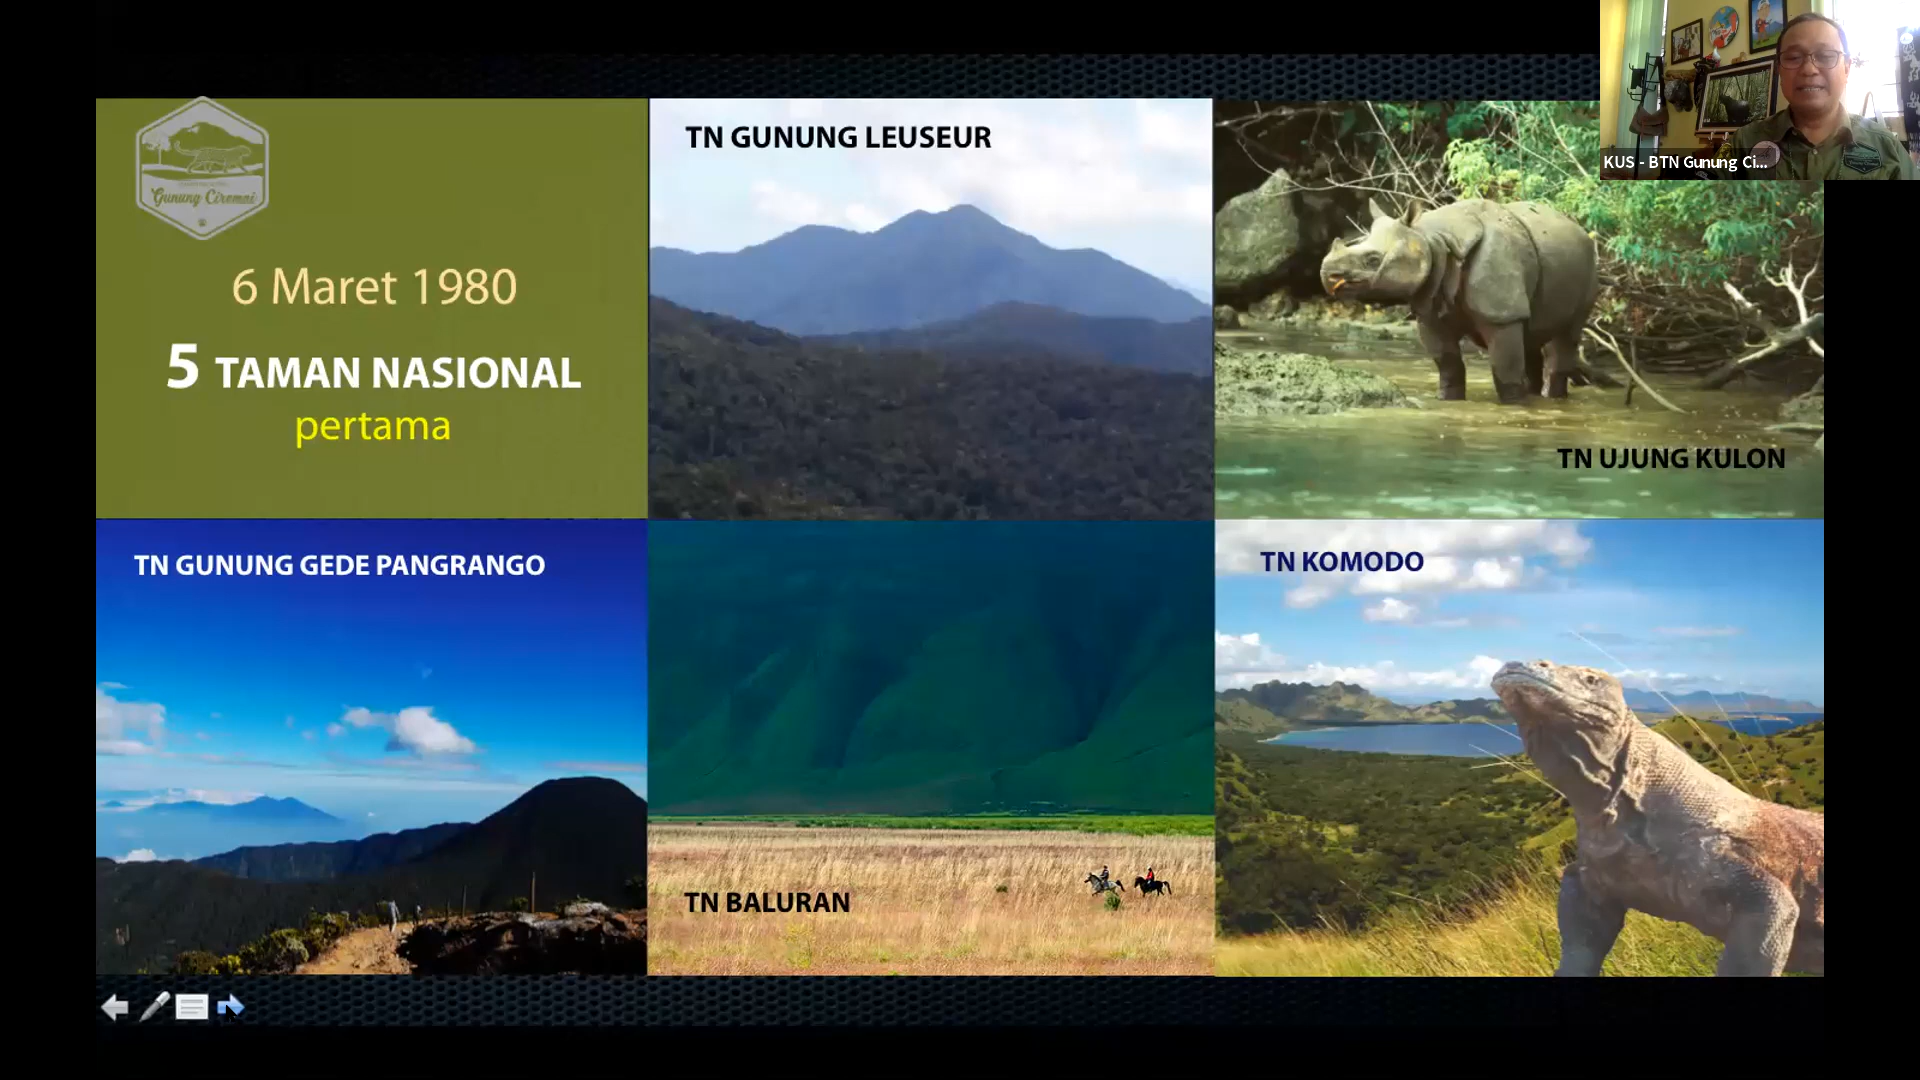 Gunung Ciremai
6 Maret 1980
5 TAMAN NASIONAL
pertama
TN GUNUNG LEUSEUR
TN UJUNG KULON
TN GUNUNG GEDE PANGRANGO
TN BALURAN
TN KOMODO
KUS - BTN Gunung Ci...